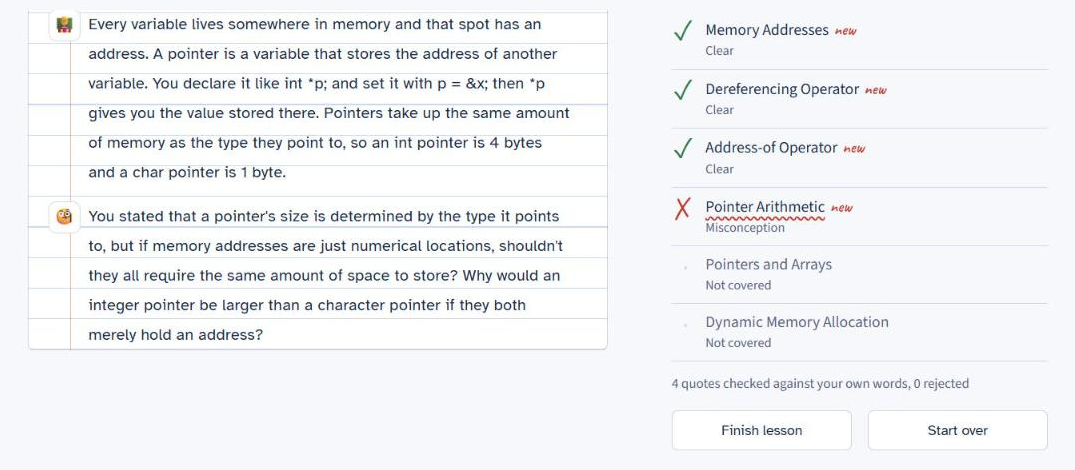 Every variable lives somewhere in memory and that spot has an
address. A pointer is a variable that stores the address of another
variable. You declare it like int *p; and set it with p = &x; then *p
gives you the value stored there. Pointers take up the same amount
of memory as the type they point to, so an int pointer is 4 bytes
and a char pointer is 1 byte.
You stated that a pointer's size is determined by the type it points
to, but if memory addresses are just numerical locations, shouldn't
they all require the same amount of space to store? Why would an
integer pointer be larger than a character pointer if they both
merely hold an address?
Memory Addresses new
Clear
Dereferencing Operator new
Clear
Address-of Operator new
Clear
Pointer Arithmetic new
Misconception
Pointers and Arrays
Not covered
Dynamic Memory Allocation
Not covered
4 quotes checked against your own words, 0 rejected
Finish lesson
Start over